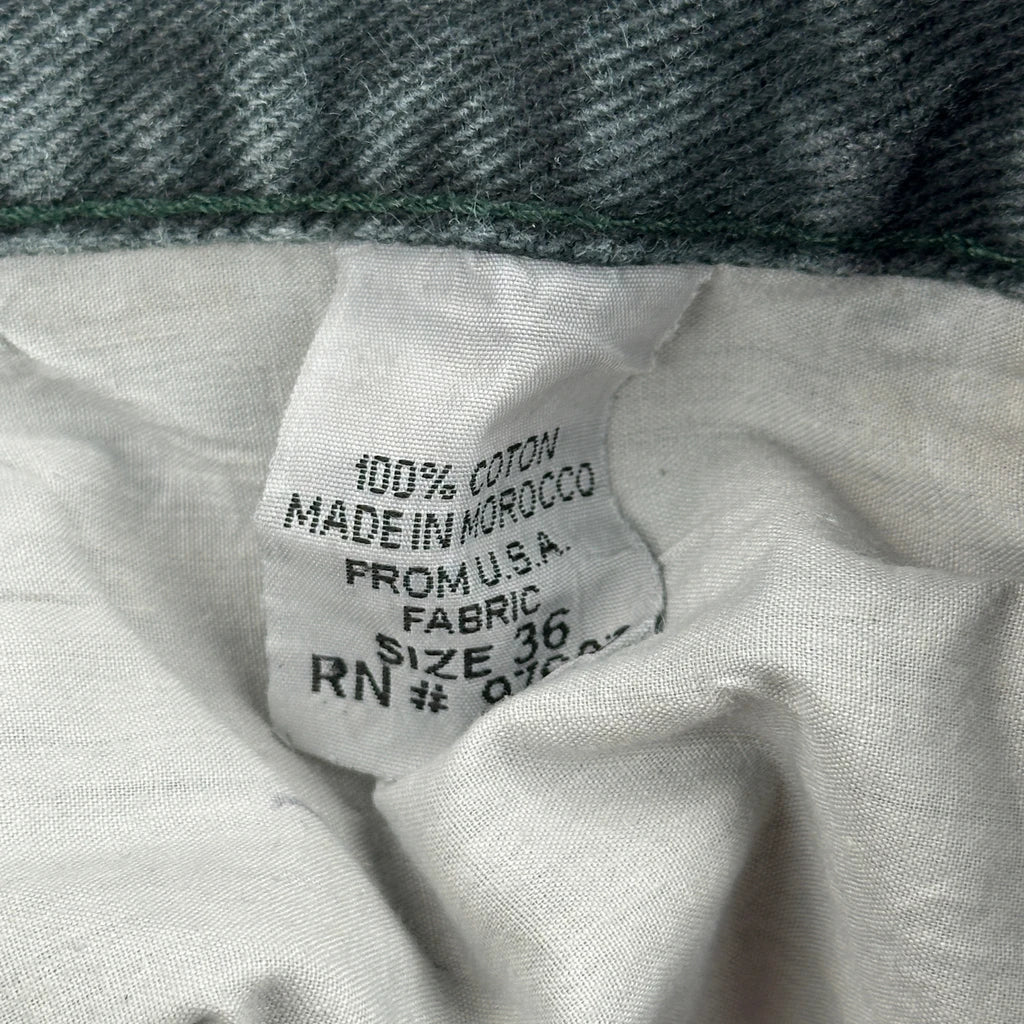 100% COTON
MADE IN MOROCCO
FROM U.S.A.
FABRIC
SIZE 36
RN #